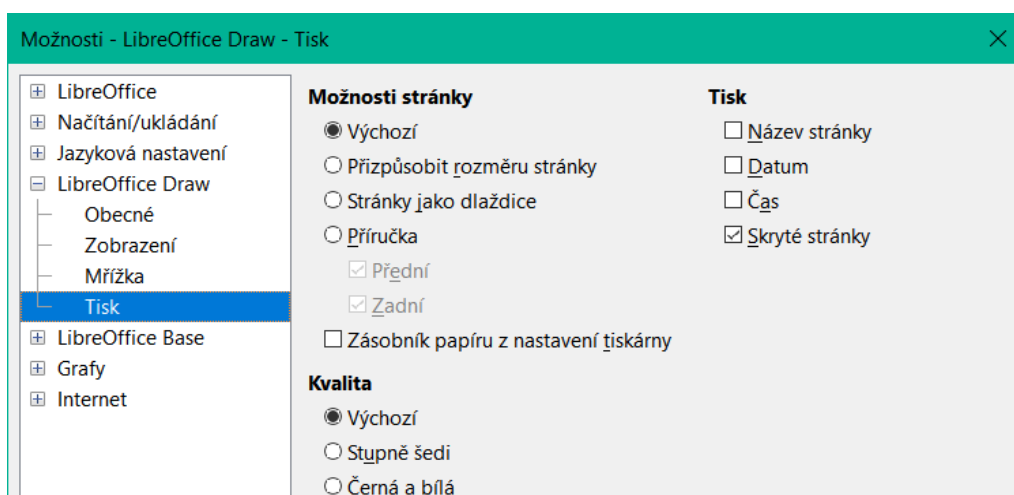 Možnosti - LibreOffice Draw - Tisk
LibreOffice
Načítání/ukládání
Jazyková nastavení
LibreOffice Draw
Obecné
Zobrazení
Mřížka
Tisk
LibreOffice Base
Grafy
Internet
Možnosti stránky
Výchozí
Přizpůsobit rozměru stránky
Stránky jako dlaždice
Příručka
Přední
Zadní
Zásobník papíru z nastavení tiskárny
Kvalita
Výchozí
Stupně šedi
Černá a bílá
Tisk
Název stránky
Datum
Čas
Skryté stránky